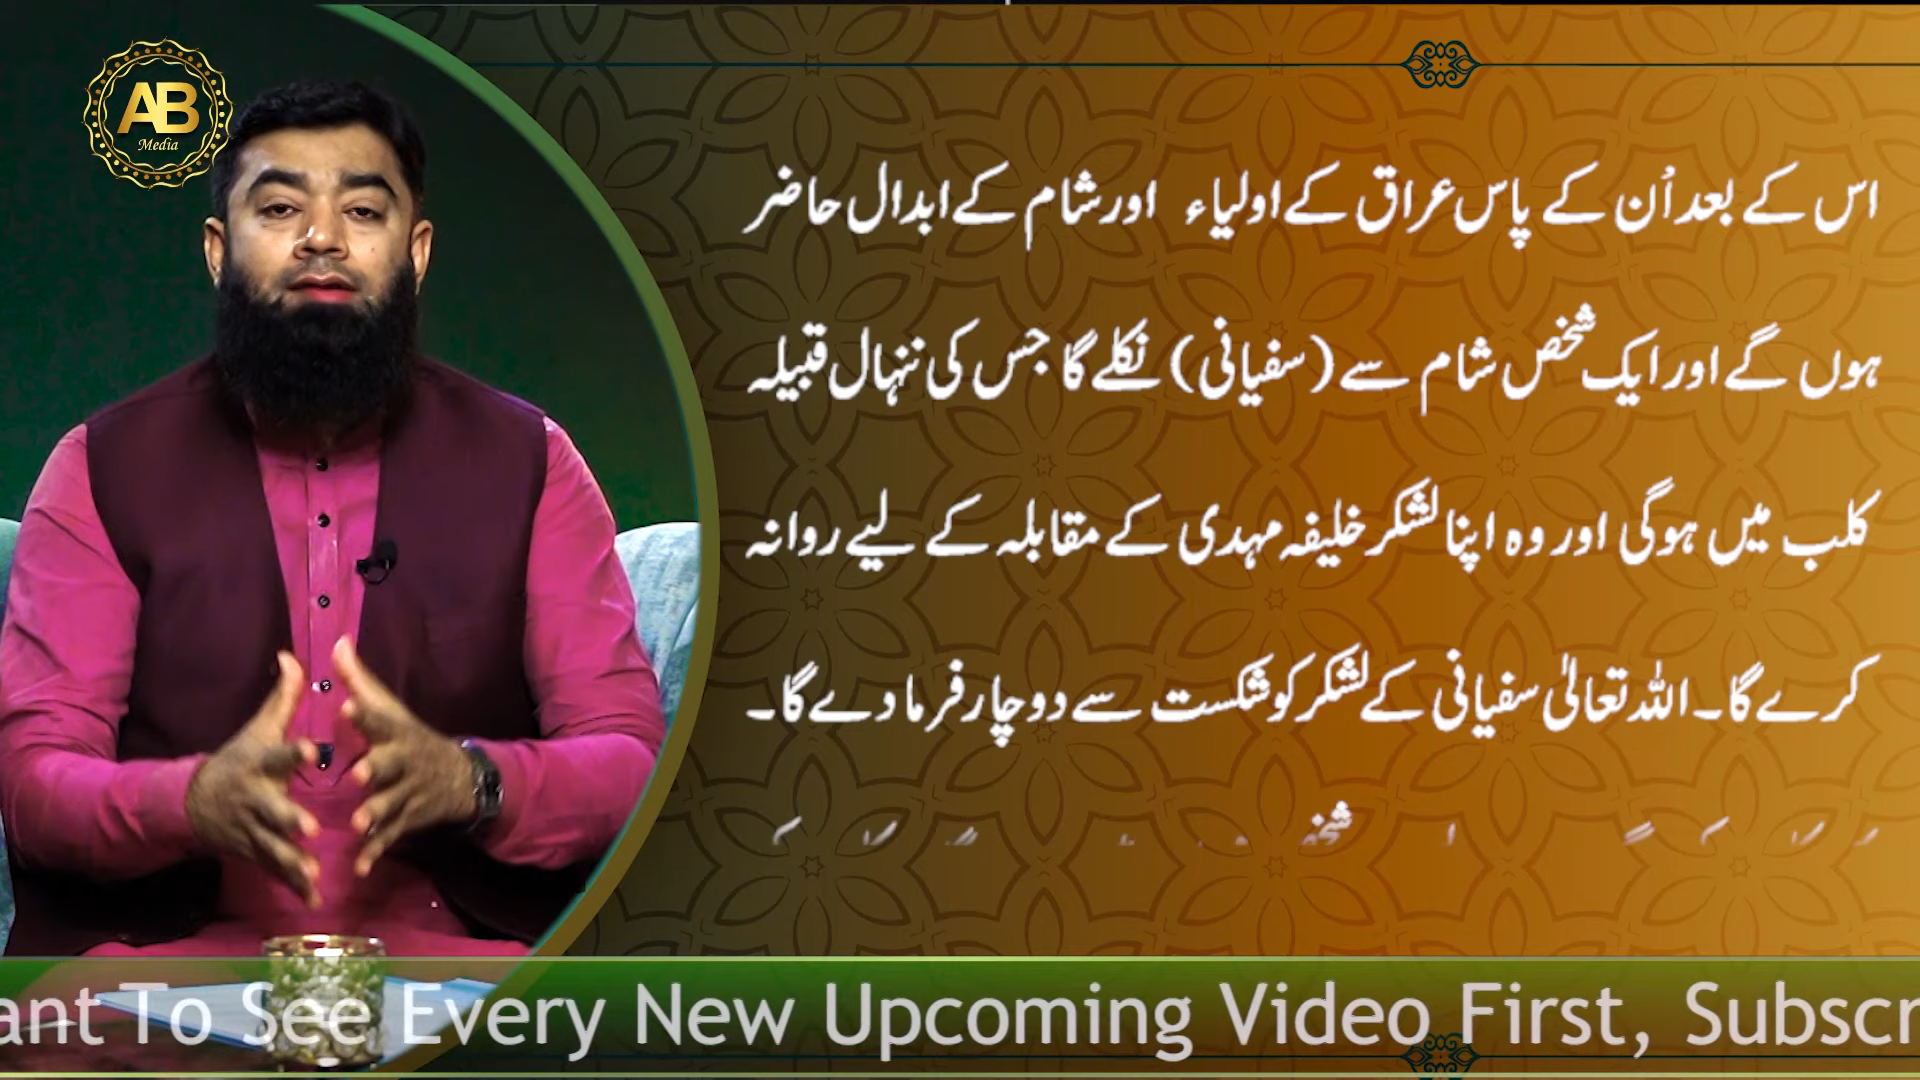 AB
Media
اس کے بعد اُن کے پاس عراق کے اولیاء اور شام کے ابدال حاضر
ہوں گے اور ایک شخص شام سے (سفیانی) نکلے گا جس کی ننہال قبیلہ
کلب میں ہوگی اور وہ اپنا لشکر خلیفہ مہدی کے مقابلہ کے لیے روانہ
کرے گا۔ اللہ تعالیٰ سفیانی کے لشکر کو شکست سے دوچار فرما دے گا۔
ant To See Every New Upcoming Video First, Subscr